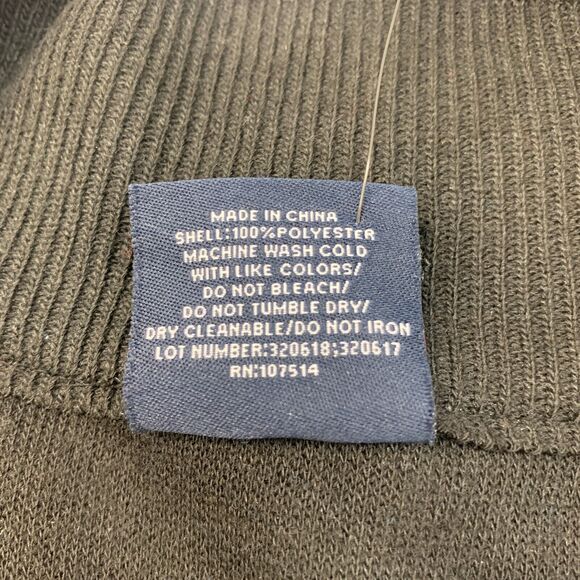 MADE IN CHINA
SHELL:100%POLYESTER
MACHINE WASH COLD
WITH LIKE COLORS/
DO NOT BLEACH/
DO NOT TUMBLE DRY/
DRY CLEANABLE/DO NOT IRON
LOT NUMBER:320618;320617
RN:107514